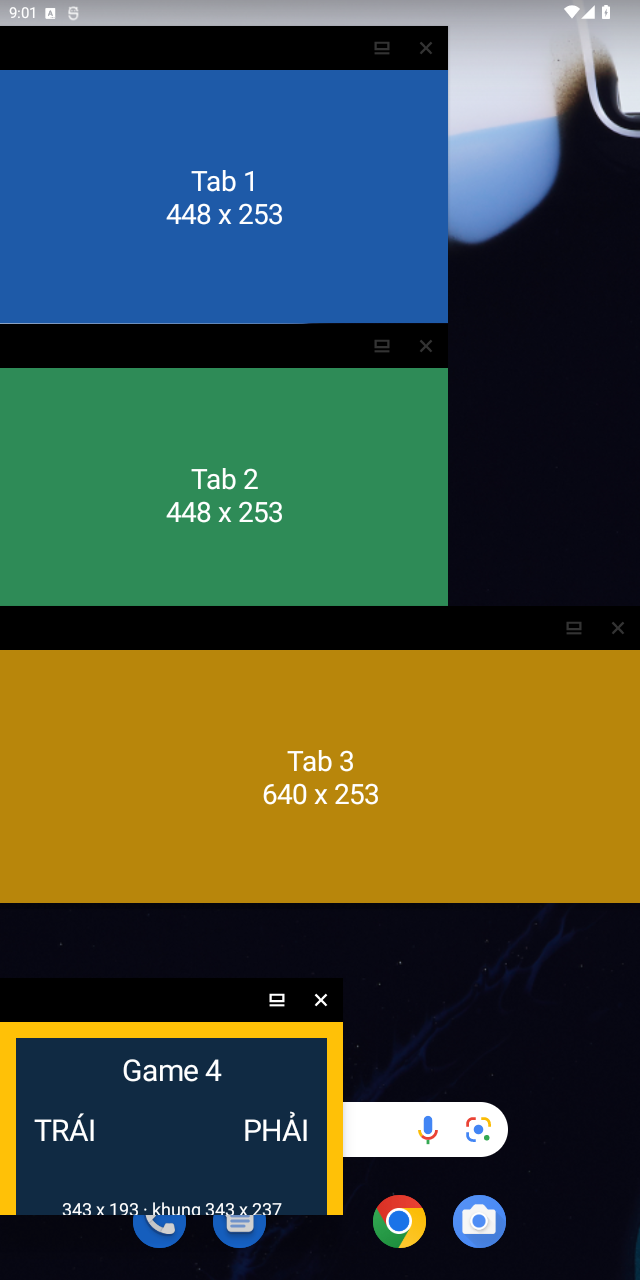 9:01
Tab 1
448 x 253
Tab 2
448 x 253
Tab 3
640 x 253
Game 4
TRÁI PHẢI
343 x 193 · khung 343 x 237